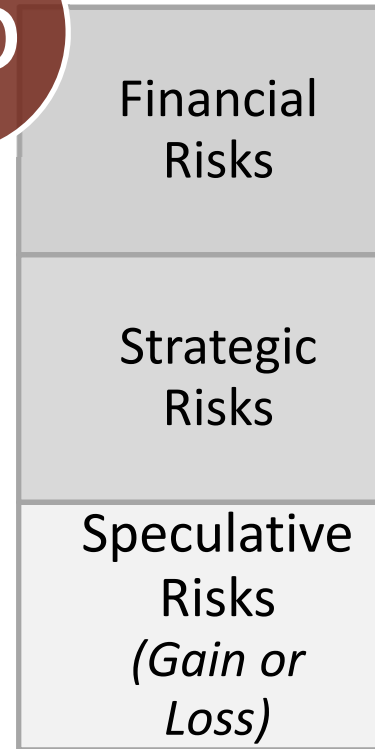 Financial
Risks
Strategic
Risks
Speculative
Risks
(Gain or
Loss)